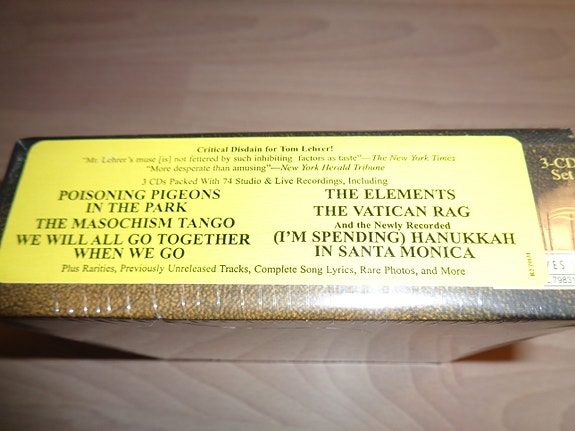 Critical Disdain for Tom Lehrer!
"Mr. Lehrer's muse [is] not fettered by such inhibiting factors as taste"—The New York Times
"More desperate than amusing"—New York Herald Tribune
3 CDs Packed With 74 Studio & Live Recordings, Including
POISONING PIGEONS
IN THE PARK
THE MASOCHISM TANGO
WE WILL ALL GO TOGETHER
WHEN WE GO
THE ELEMENTS
THE VATICAN RAG
And the Newly Recorded
(I'M SPENDING) HANUKKAH
IN SANTA MONICA
Plus Rarities, Previously Unreleased Tracks, Complete Song Lyrics, Rare Photos, and More
3-CD
Set